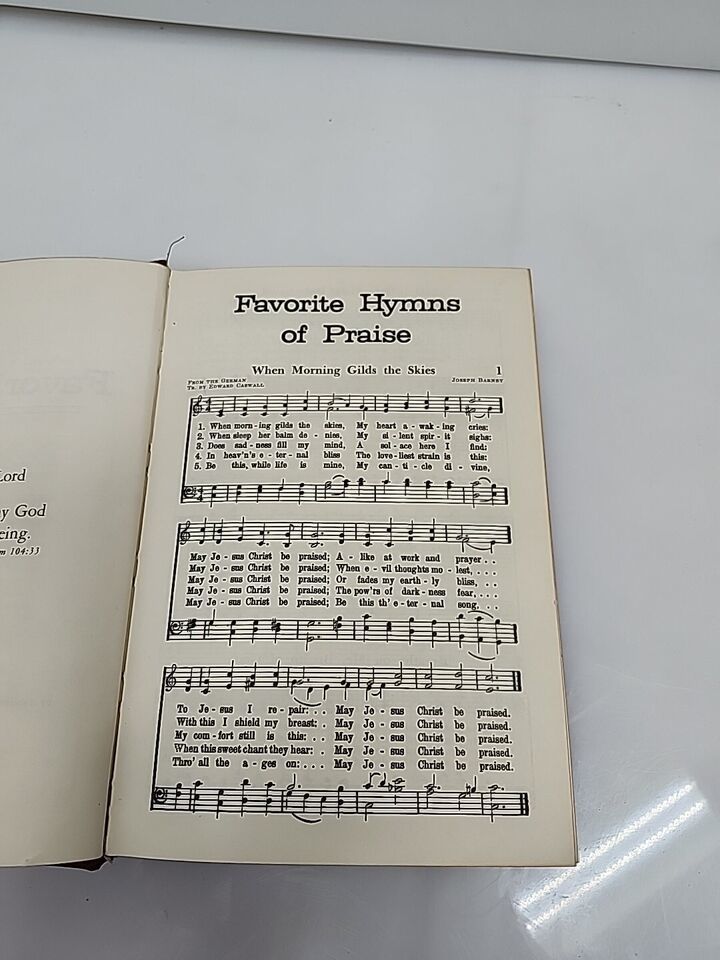 Lord
y God
eing.
m 104:33
Favorite Hymns
of Praise
When Morning Gilds the Skies 1
From the German
Tr. by Edward Caswall
Joseph Barnby
1. When morn-ing gilds the skies, My heart a-wak-ing cries:
2. When sleep her balm de-nies, My si-lent spir-it sighs:
3. Does sad-ness fill my mind, A sol-ace here I find:
4. In heav'n's e-ter-nal bliss The love-liest strain is this:
5. Be this, while life is mine, My can-ti-cle di-vine,
May Je-sus Christ be praised; A-like at work and prayer..
May Je-sus Christ be praised; When e-vil thoughts mo-lest,...
May Je-sus Christ be praised; Or fades my earth-ly bliss,...
May Je-sus Christ be praised; The pow'rs of dark-ness fear,...
May Je-sus Christ be praised; Be this th' e-ter-nal song,...
To Je-sus I re-pair:.. May Je-sus Christ be praised.
With this I shield my breast:. May Je-sus Christ be praised.
My com-fort still is this:.. May Je-sus Christ be praised.
When this sweet chant they hear:. May Je-sus Christ be praised.
Thro' all the a-ges on:... May Je-sus Christ be praised.